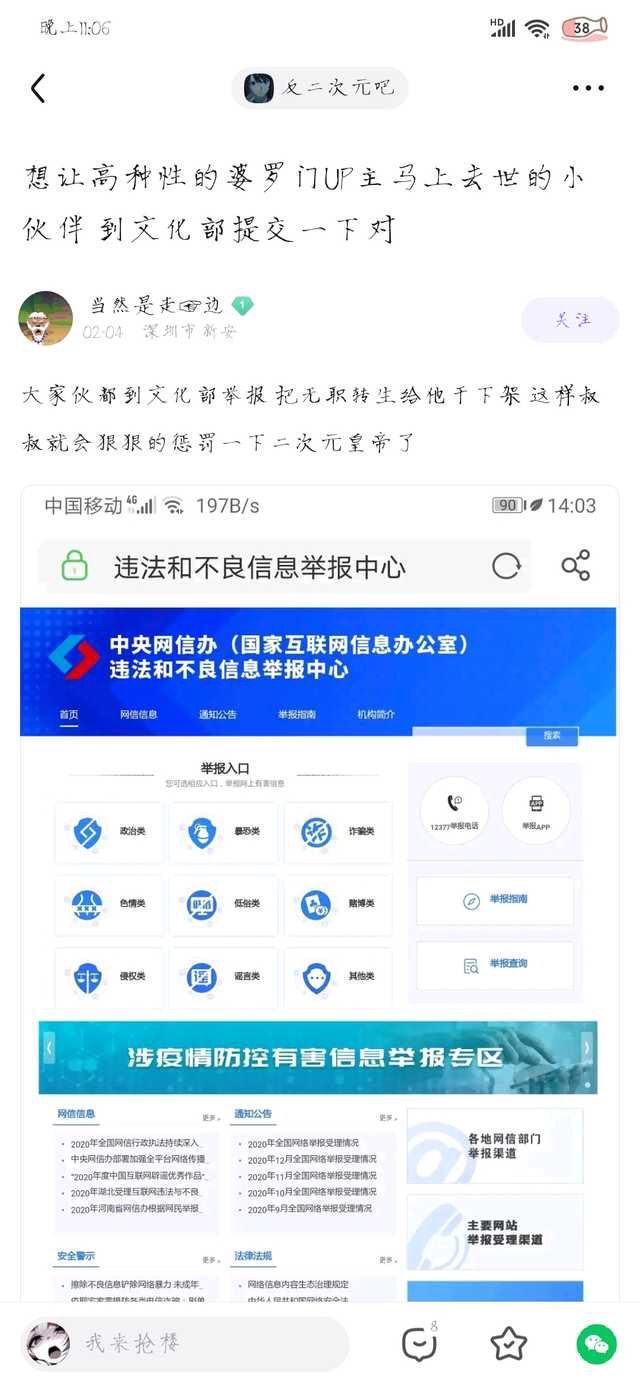 晚上11:06
HD
38
反二次元吧
想让高种性的婆罗门UP主马上去世的小
伙伴 到文化部提交一下对
当然是走👉边
1
02-04 深圳市新安
关注
大家伙都到文化部举报 把无职转生给他干下架 这样叔
叔就会狠狠的惩罚一下二次元皇帝了
中国移动 4G 197B/s
90 14:03
违法和不良信息举报中心
中央网信办（国家互联网信息办公室）
违法和不良信息举报中心
首页 网信信息 通知公告 举报指南 机构简介
搜索
举报入口
您可选相应入口，举报网上有害信息
政治类 暴恐类 诈骗类
12377举报电话 举报APP
色情类 低俗类 赌博类
举报指南
侵权类 谣言类 其他类
举报查询
涉疫情防控有害信息举报专区
网信信息 更多
2020年全国网信行政执法持续深入...
中央网信办部署加强全平台网络传播...
“2020年度中国互联网辟谣优秀作品”...
2020年湖北受理互联网违法与不良...
2020年河南省网信办根据网民举报...
通知公告 更多
2020年全国网络举报受理情况
2020年12月全国网络举报受理情况
2020年11月全国网络举报受理情况
2020年10月全国网络举报受理情况
2020年9月全国网络举报受理情况
各地网信部门
举报渠道
主要网站
举报受理渠道
安全警示 更多
擦除不良信息铲除网络暴力 未成年...
法律法规 更多
网络信息内容生态治理规定
中华人民共和国网络安全法
我来抢楼
8